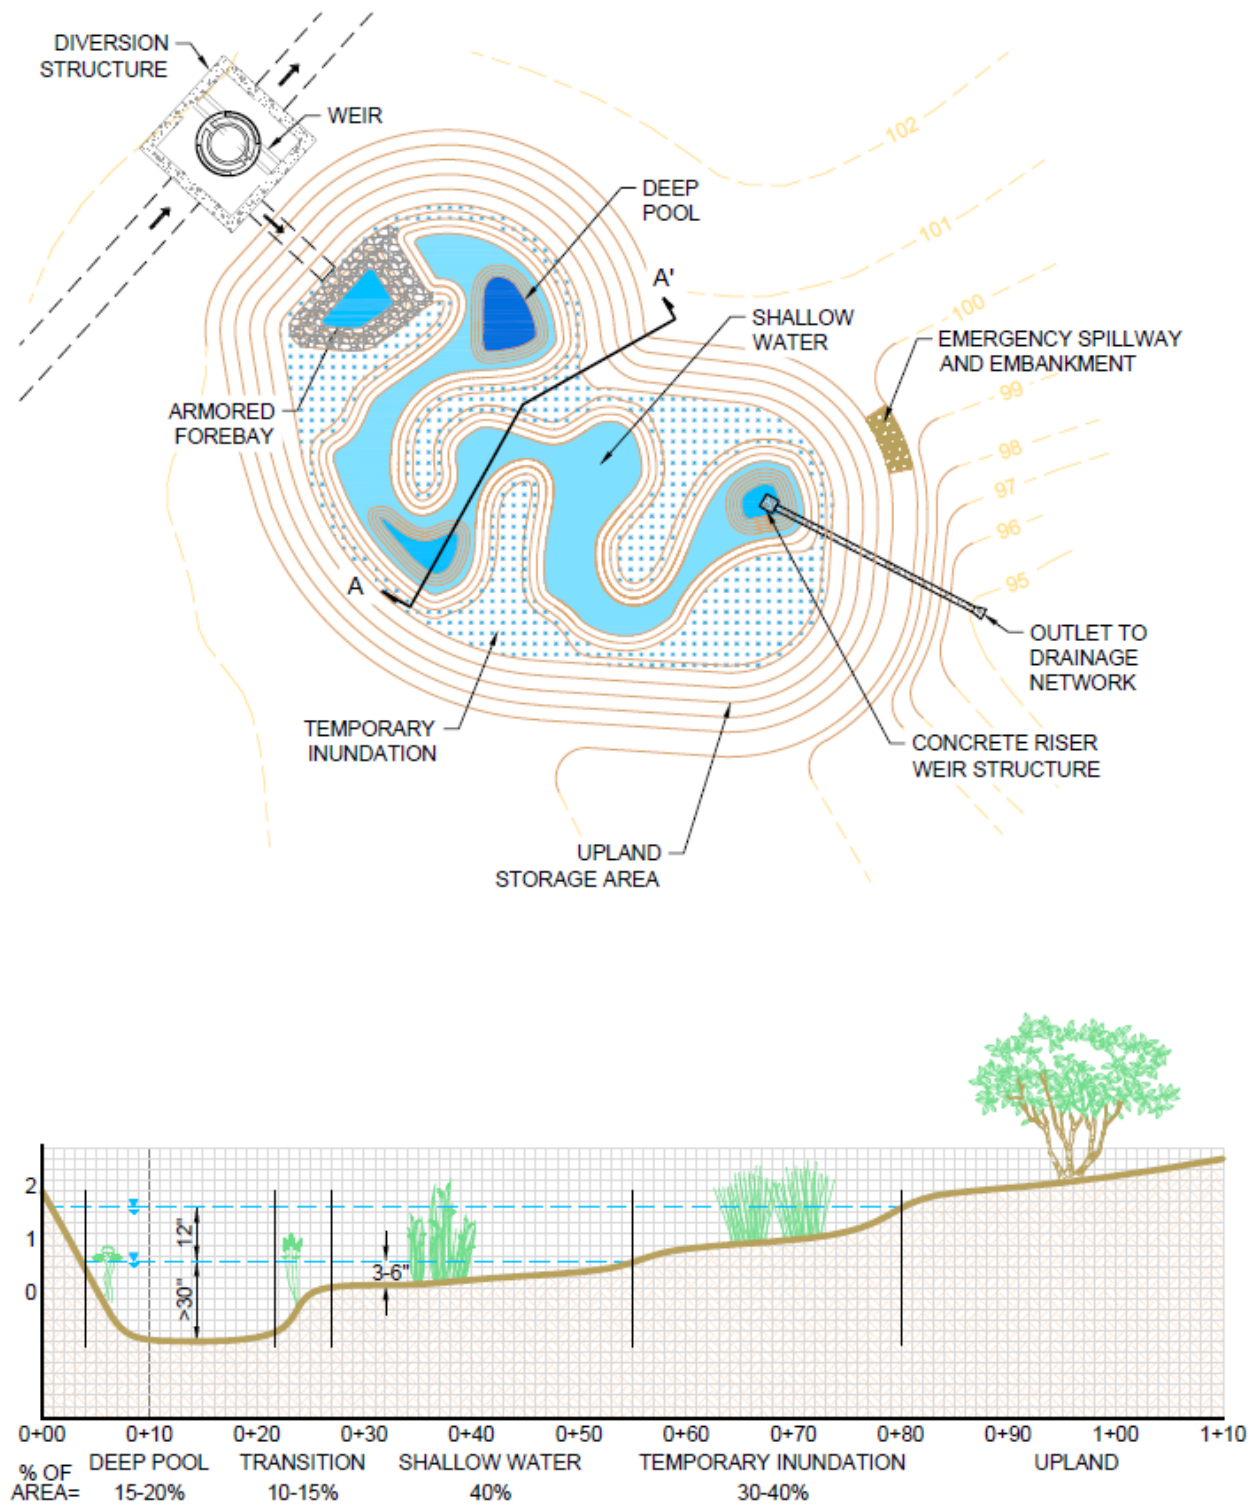 DIVERSION
STRUCTURE
WEIR
DEEP
POOL
102
101
A'
100
SHALLOW
WATER
EMERGENCY SPILLWAY
AND EMBANKMENT
99
ARMORED
FOREBAY
98
97
96
95
A
OUTLET TO
DRAINAGE
NETWORK
TEMPORARY
INUNDATION
CONCRETE RISER
WEIR STRUCTURE
UPLAND
STORAGE AREA
2
1
0
12"
>30"
3-6"
0+00 0+10 0+20 0+30 0+40 0+50 0+60 0+70 0+80 0+90 1+00 1+10
DEEP POOL TRANSITION SHALLOW WATER TEMPORARY INUNDATION UPLAND
% OF
AREA= 15-20% 10-15% 40% 30-40%